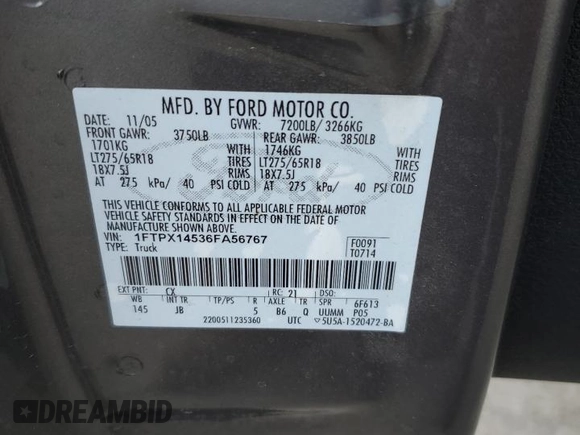 MFD. BY FORD MOTOR CO.
DATE: 11/05 GVWR: 7200LB/ 3266KG
FRONT GAWR: 3750LB REAR GAWR: 3850LB
1701KG WITH 1746KG WITH
LT275/65R18 TIRES LT275/65R18 TIRES
18X7.5J RIMS 18X7.5J RIMS
AT 275 kPa/ 40 PSI COLD AT 275 kPa/ 40 PSI COLD
THIS VEHICLE CONFORMS TO ALL APPLICABLE FEDERAL MOTOR
VEHICLE SAFETY STANDARDS IN EFFECT ON THE DATE OF
MANUFACTURE SHOWN ABOVE.
VIN: 1FTPX14536FA56767 F0091
TYPE: Truck T0714
EXT PNT: CX RC: 21 DSO:
WB INT TR TP/PS R AXLE TR SPR 6F613
145 JB 5 B6 Q UUMM P05
2200511235360 UTC 5U5A-1520472-BA
Ford
DREAMBID